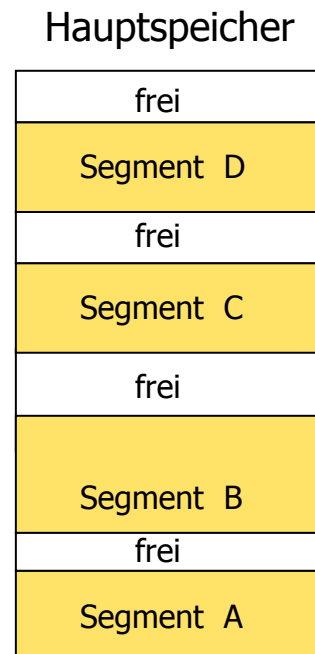 Hauptspeicher
frei
Segment D
frei
Segment C
frei
Segment B
frei
Segment A